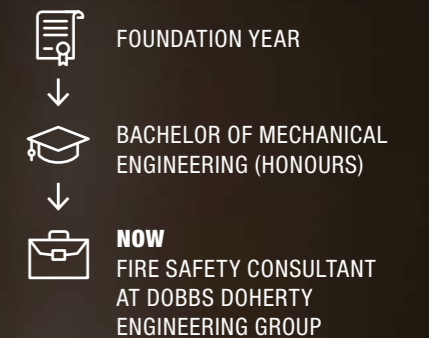 FOUNDATION YEAR
BACHELOR OF MECHANICAL
ENGINEERING (HONOURS)
NOW
FIRE SAFETY CONSULTANT
AT DOBBS DOHERTY
ENGINEERING GROUP